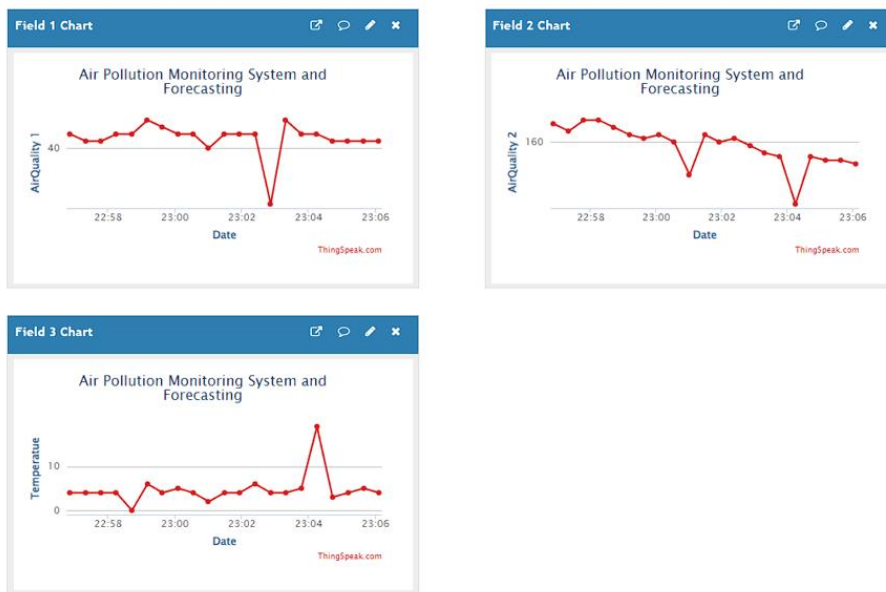 Field 1 Chart
Air Pollution Monitoring System and
Forecasting
AirQuality 1
40
22:58 23:00 23:02 23:04 23:06
Date
ThingSpeak.com
Field 2 Chart
Air Pollution Monitoring System and
Forecasting
AirQuality 2
160
22:58 23:00 23:02 23:04 23:06
Date
ThingSpeak.com
Field 3 Chart
Air Pollution Monitoring System and
Forecasting
Temperatue
10
0
22:58 23:00 23:02 23:04 23:06
Date
ThingSpeak.com